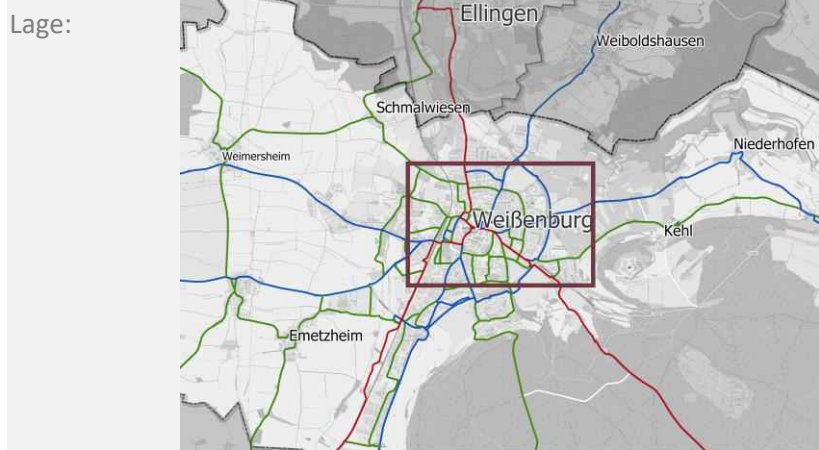 Lage:
Ellingen
Weiboldshausen
Schmalwiesen
Niederhofen
Weimersheim
Weißenburg
Kehl
Emetzheim